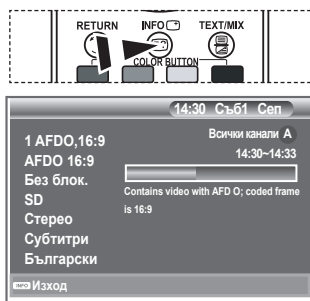 RETURN INFO TEXT/MIX
COLOR BUTTON
14:30 Съб1 Сеп
Всички канали A
14:30~14:33
1 AFDO,16:9
AFDO 16:9
Без блок.
SD
Стерео
Субтитри
Български
Contains video with AFD O; coded frame
is 16:9
INFO Изход